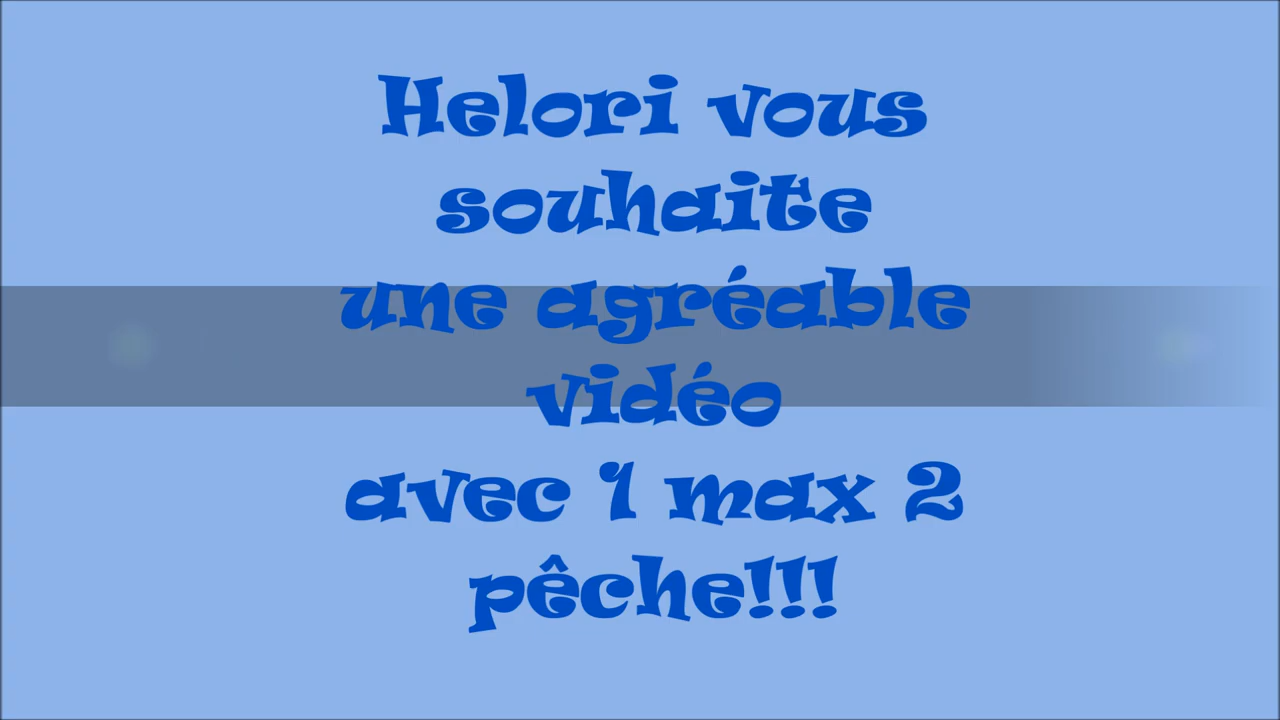 Helori vous
souhaite
une agréable
vidéo
avec 1 max 2
pêche!!!